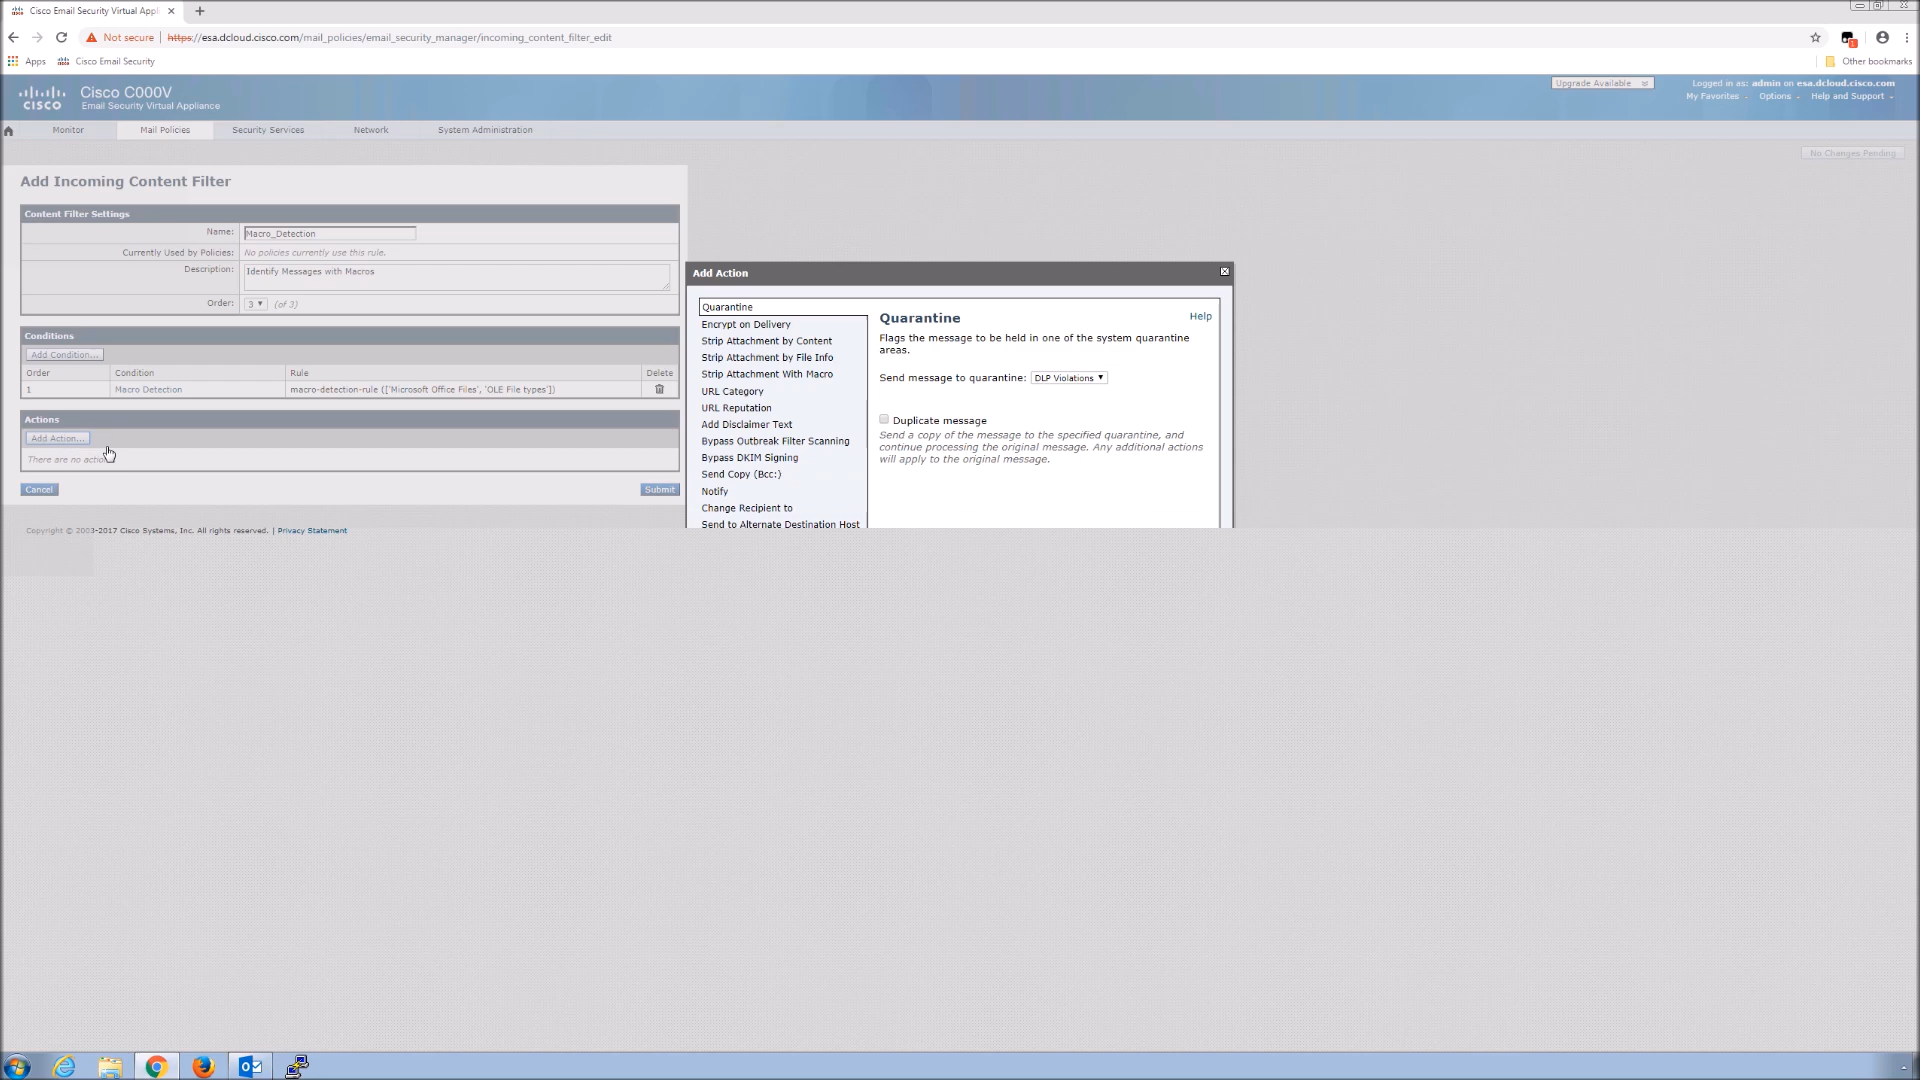 Cisco Email Security Virtual Appl
Not secure | https://esa.dcloud.cisco.com/mail_policies/email_security_manager/incoming_content_filter_edit
1
Apps Cisco Email Security
Other bookmarks
CISCO
Cisco C000V
Email Security Virtual Appliance
Upgrade Available
Logged in as: admin on esa.dcloud.cisco.com
My Favorites Options Help and Support
Monitor Mail Policies Security Services Network System Administration
No Changes Pending
Add Incoming Content Filter
Content Filter Settings
Name: Macro_Detection
Currently Used by Policies: No policies currently use this rule.
Description: Identify Messages with Macros
Order: 3 (of 3)
Conditions
Add Condition...
Order Condition Rule Delete
1 Macro Detection macro-detection-rule (['Microsoft Office Files', 'OLE File types'])
Actions
Add Action...
There are no actio
Cancel Submit
Copyright © 2003-2017 Cisco Systems, Inc. All rights reserved. | Privacy Statement
Add Action
Quarantine
Encrypt on Delivery
Strip Attachment by Content
Strip Attachment by File Info
Strip Attachment With Macro
URL Category
URL Reputation
Add Disclaimer Text
Bypass Outbreak Filter Scanning
Bypass DKIM Signing
Send Copy (Bcc:)
Notify
Change Recipient to
Send to Alternate Destination Host
Quarantine
Help
Flags the message to be held in one of the system quarantine
areas.
Send message to quarantine: DLP Violations
Duplicate message
Send a copy of the message to the specified quarantine, and
continue processing the original message. Any additional actions
will apply to the original message.